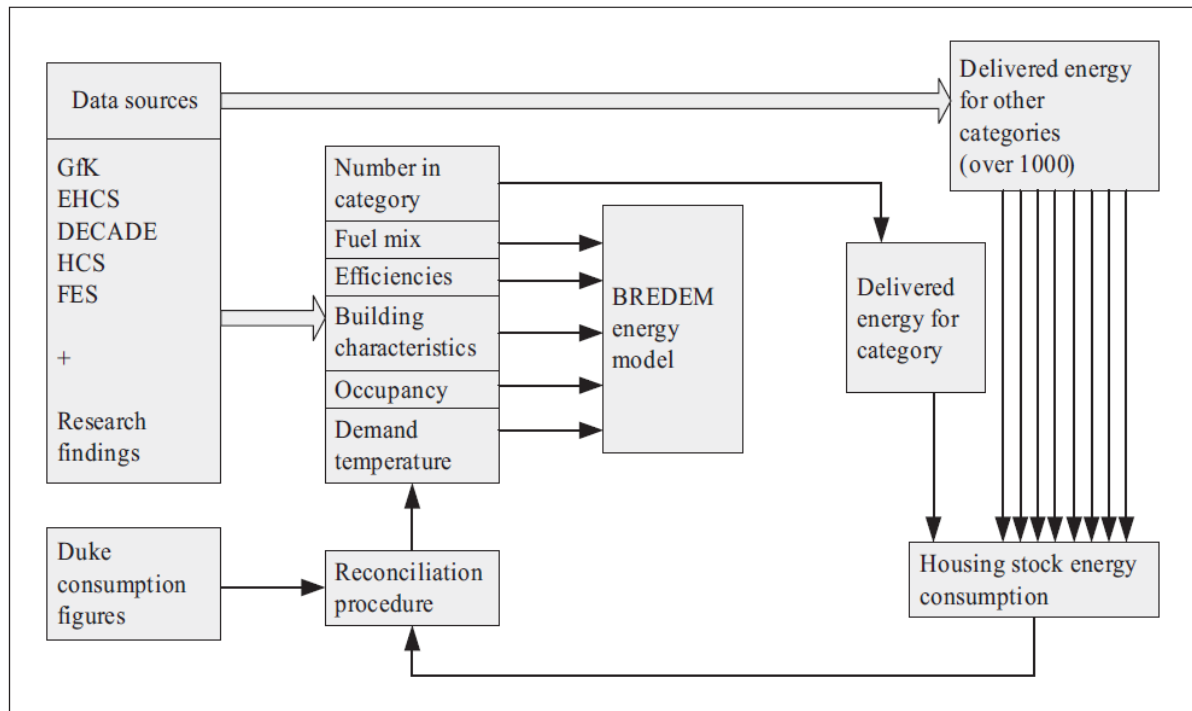 Data sources
GfK
EHCS
DECADE
HCS
FES
+
Research
findings
Number in
category
Fuel mix
Efficiencies
Building
characteristics
Occupancy
Demand
temperature
BREDEM
energy
model
Delivered energy
for other
categories
(over 1000)
Delivered
energy for
category
Duke
consumption
figures
Reconciliation
procedure
Housing stock energy
consumption